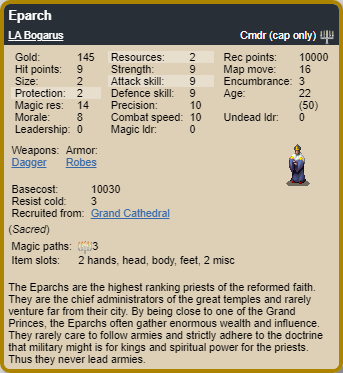 Eparch
LA Bogarus Cmdr (cap only)
Gold: 145 Resources: 2 Rec points: 10000
Hit points: 9 Strength: 9 Map move: 16
Size: 2 Attack skill: 9 Encumbrance: 3
Protection: 2 Defence skill: 9 Age: 22
Magic res: 14 Precision: 10 (50)
Morale: 8 Combat speed: 10 Undead ldr: 0
Leadership: 0 Magic ldr: 0
Weapons: Armor:
Dagger Robes
Basecost: 10030
Resist cold: 3
Recruited from: Grand Cathedral
(Sacred)
Magic paths: 3
Item slots: 2 hands, head, body, feet, 2 misc
The Eparchs are the highest ranking priests of the reformed faith.
They are the chief administrators of the great temples and rarely
venture far from their city. By being close to one of the Grand
Princes, the Eparchs often gather enormous wealth and influence.
They rarely care to follow armies and strictly adhere to the doctrine
that military might is for kings and spiritual power for the priests.
Thus they never lead armies.